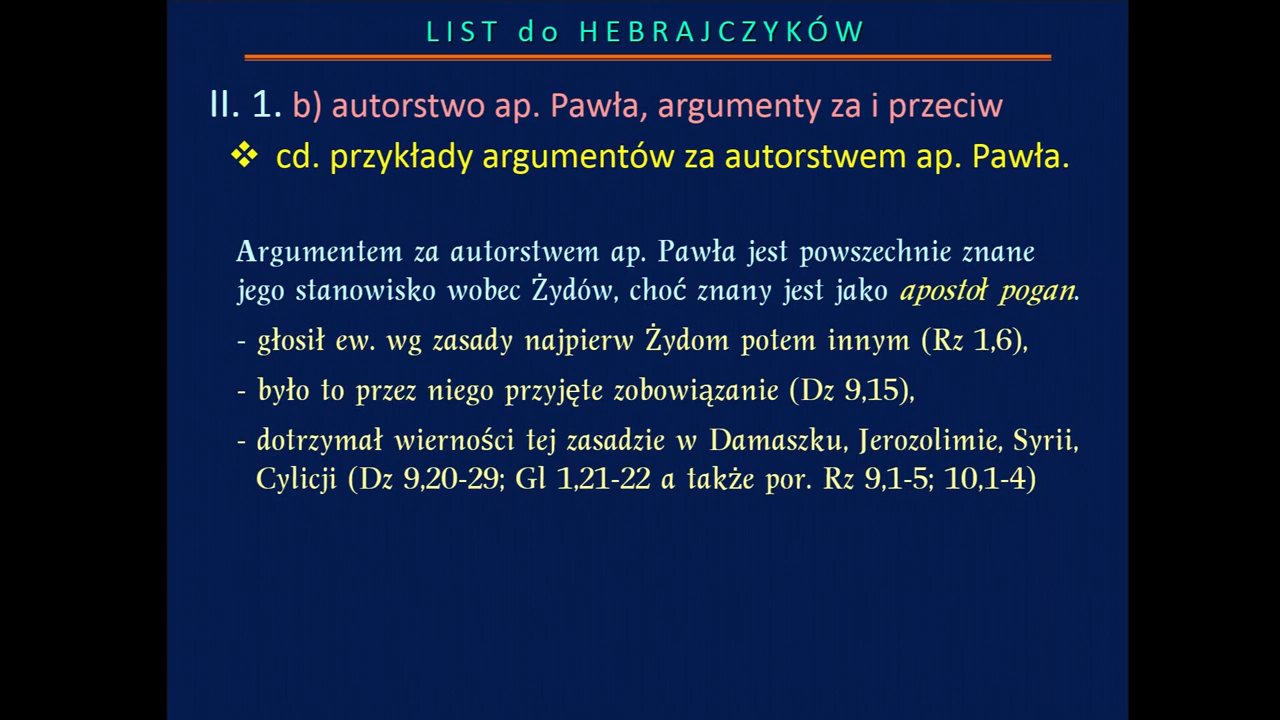 LIST do HEBRAJCZYKÓW
II. 1. b) autorstwo ap. Pawła, argumenty za i przeciw
❖ cd. przykłady argumentów za autorstwem ap. Pawła.
Argumentem za autorstwem ap. Pawła jest powszechnie znane
jego stanowisko wobec Żydów, choć znany jest jako apostoł pogan.
- głosił ew. wg zasady najpierw Żydom potem innym (Rz 1,6),
- było to przez niego przyjęte zobowiązanie (Dz 9,15),
- dotrzymał wierności tej zasadzie w Damaszku, Jerozolimie, Syrii,
Cylicji (Dz 9,20-29; Gl 1,21-22 a także por. Rz 9,1-5; 10,1-4)